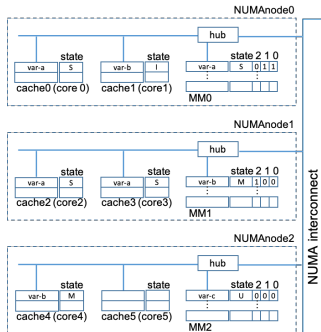 NUMAnode0
hub
state state state 2 1 0
var-a S var-b I var-a S 0 1 1
cache0 (core 0) cache1 (core1)
MM0
NUMAnode1
hub
state state state 2 1 0
var-a S var-a S var-b M 1 0 0
cache2 (core2) cache3 (core3)
MM1
NUMAnode2
hub
state state state 2 1 0
var-b M var-c U 0 0 0
cache4 (core4) cache5 (core5)
MM2
NUMA interconnect